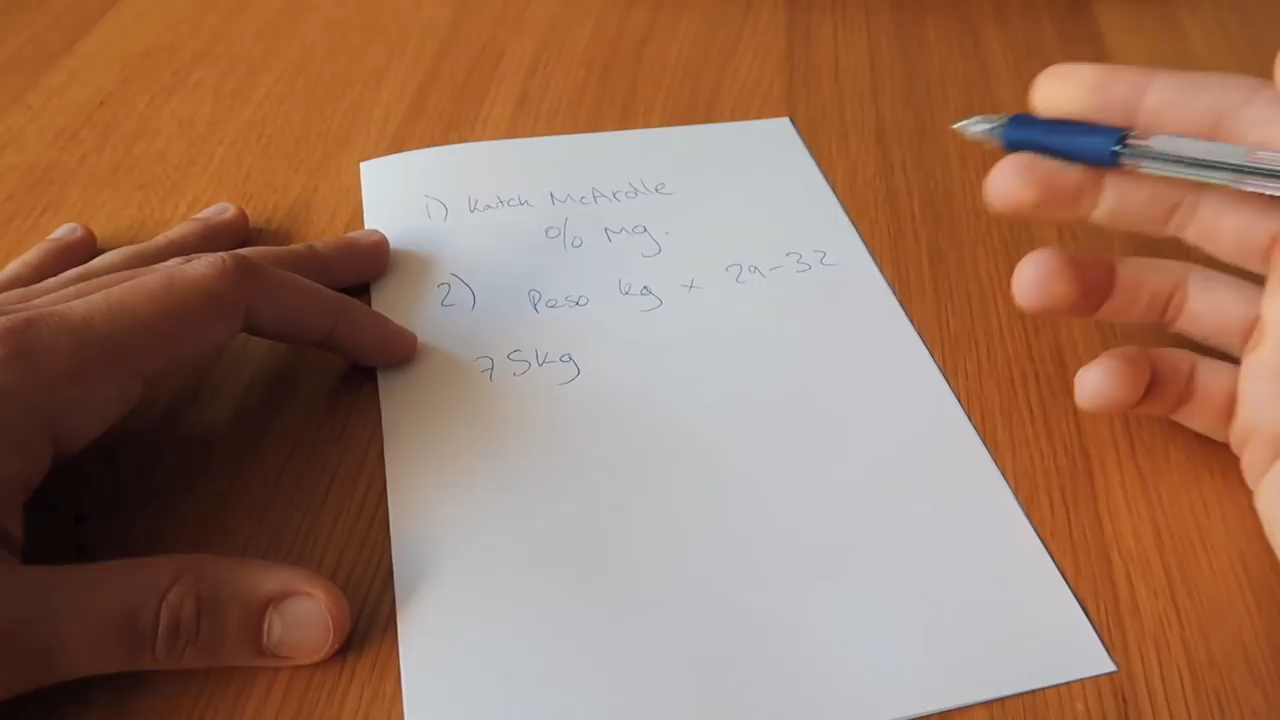 1) Katch McArdle
% Mg.
2) Peso kg x 29-32
75kg